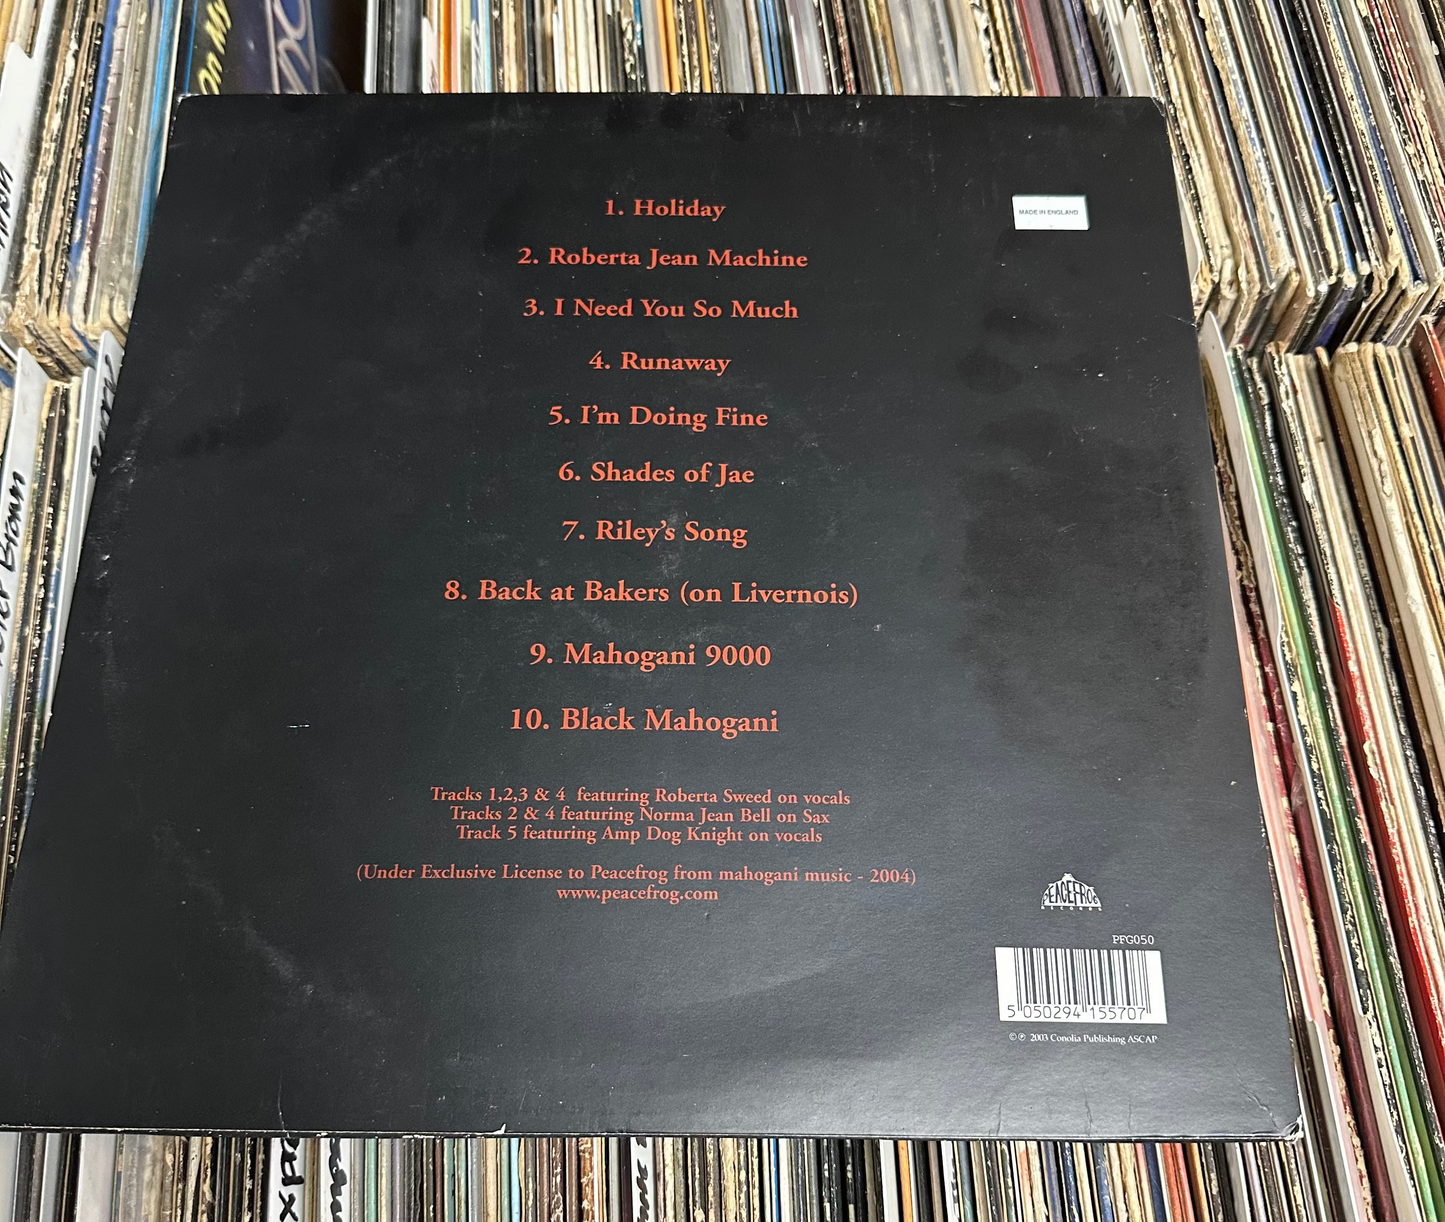 1. Holiday
MADE IN ENGLAND
2. Roberta Jean Machine
3. I Need You So Much
4. Runaway
5. I'm Doing Fine
6. Shades of Jae
7. Riley's Song
8. Back at Bakers (on Livernois)
9. Mahogani 9000
10. Black Mahogani
Tracks 1,2,3 & 4  featuring Roberta Sweed on vocals
Tracks 2 & 4 featuring Norma Jean Bell on Sax
Track 5 featuring Amp Dog Knight on vocals
(Under Exclusive License to Peacefrog from mahogani music - 2004)
www.peacefrog.com
PEACEFROG
RECORDS
PFG050
5 050294 155707
©℗ 2003 Conolia Publishing ASCAP
Brown